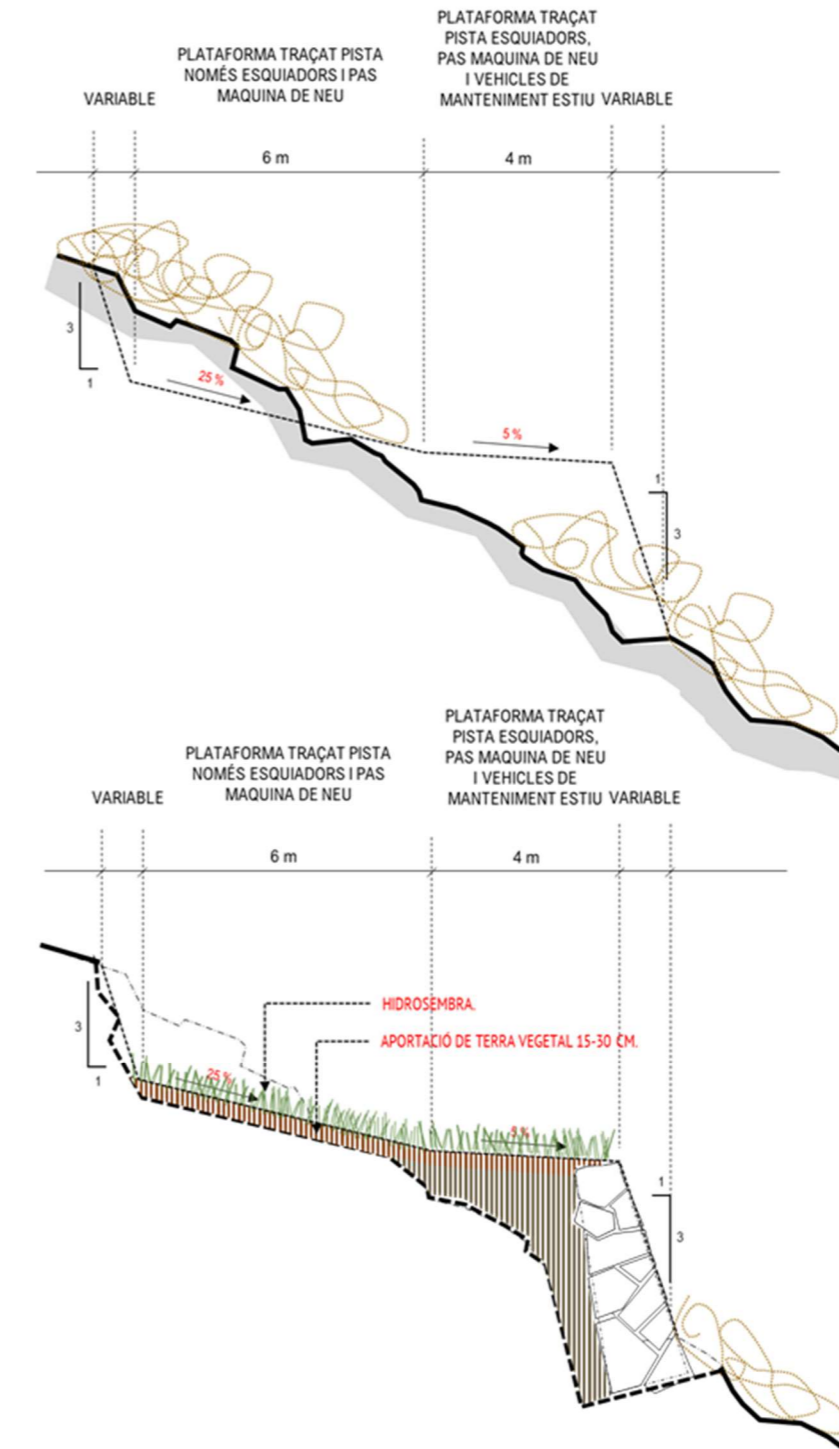 PLATAFORMA TRAÇAT PISTA
NOMÉS ESQUIADORS I PAS
MAQUINA DE NEU
PLATAFORMA TRAÇAT
PISTA ESQUIADORS,
PAS MAQUINA DE NEU
I VEHICLES DE
MANTENIMENT ESTIU
VARIABLE
VARIABLE
6 m
4 m
3
1
25 %
5 %
1
3
PLATAFORMA TRAÇAT PISTA
NOMÉS ESQUIADORS I PAS
MAQUINA DE NEU
PLATAFORMA TRAÇAT
PISTA ESQUIADORS,
PAS MAQUINA DE NEU
I VEHICLES DE
MANTENIMENT ESTIU
VARIABLE
VARIABLE
6 m
4 m
HIDROSEMBRA.
APORTACIÓ DE TERRA VEGETAL 15-30 CM.
3
1
25 %
5 %
1
3